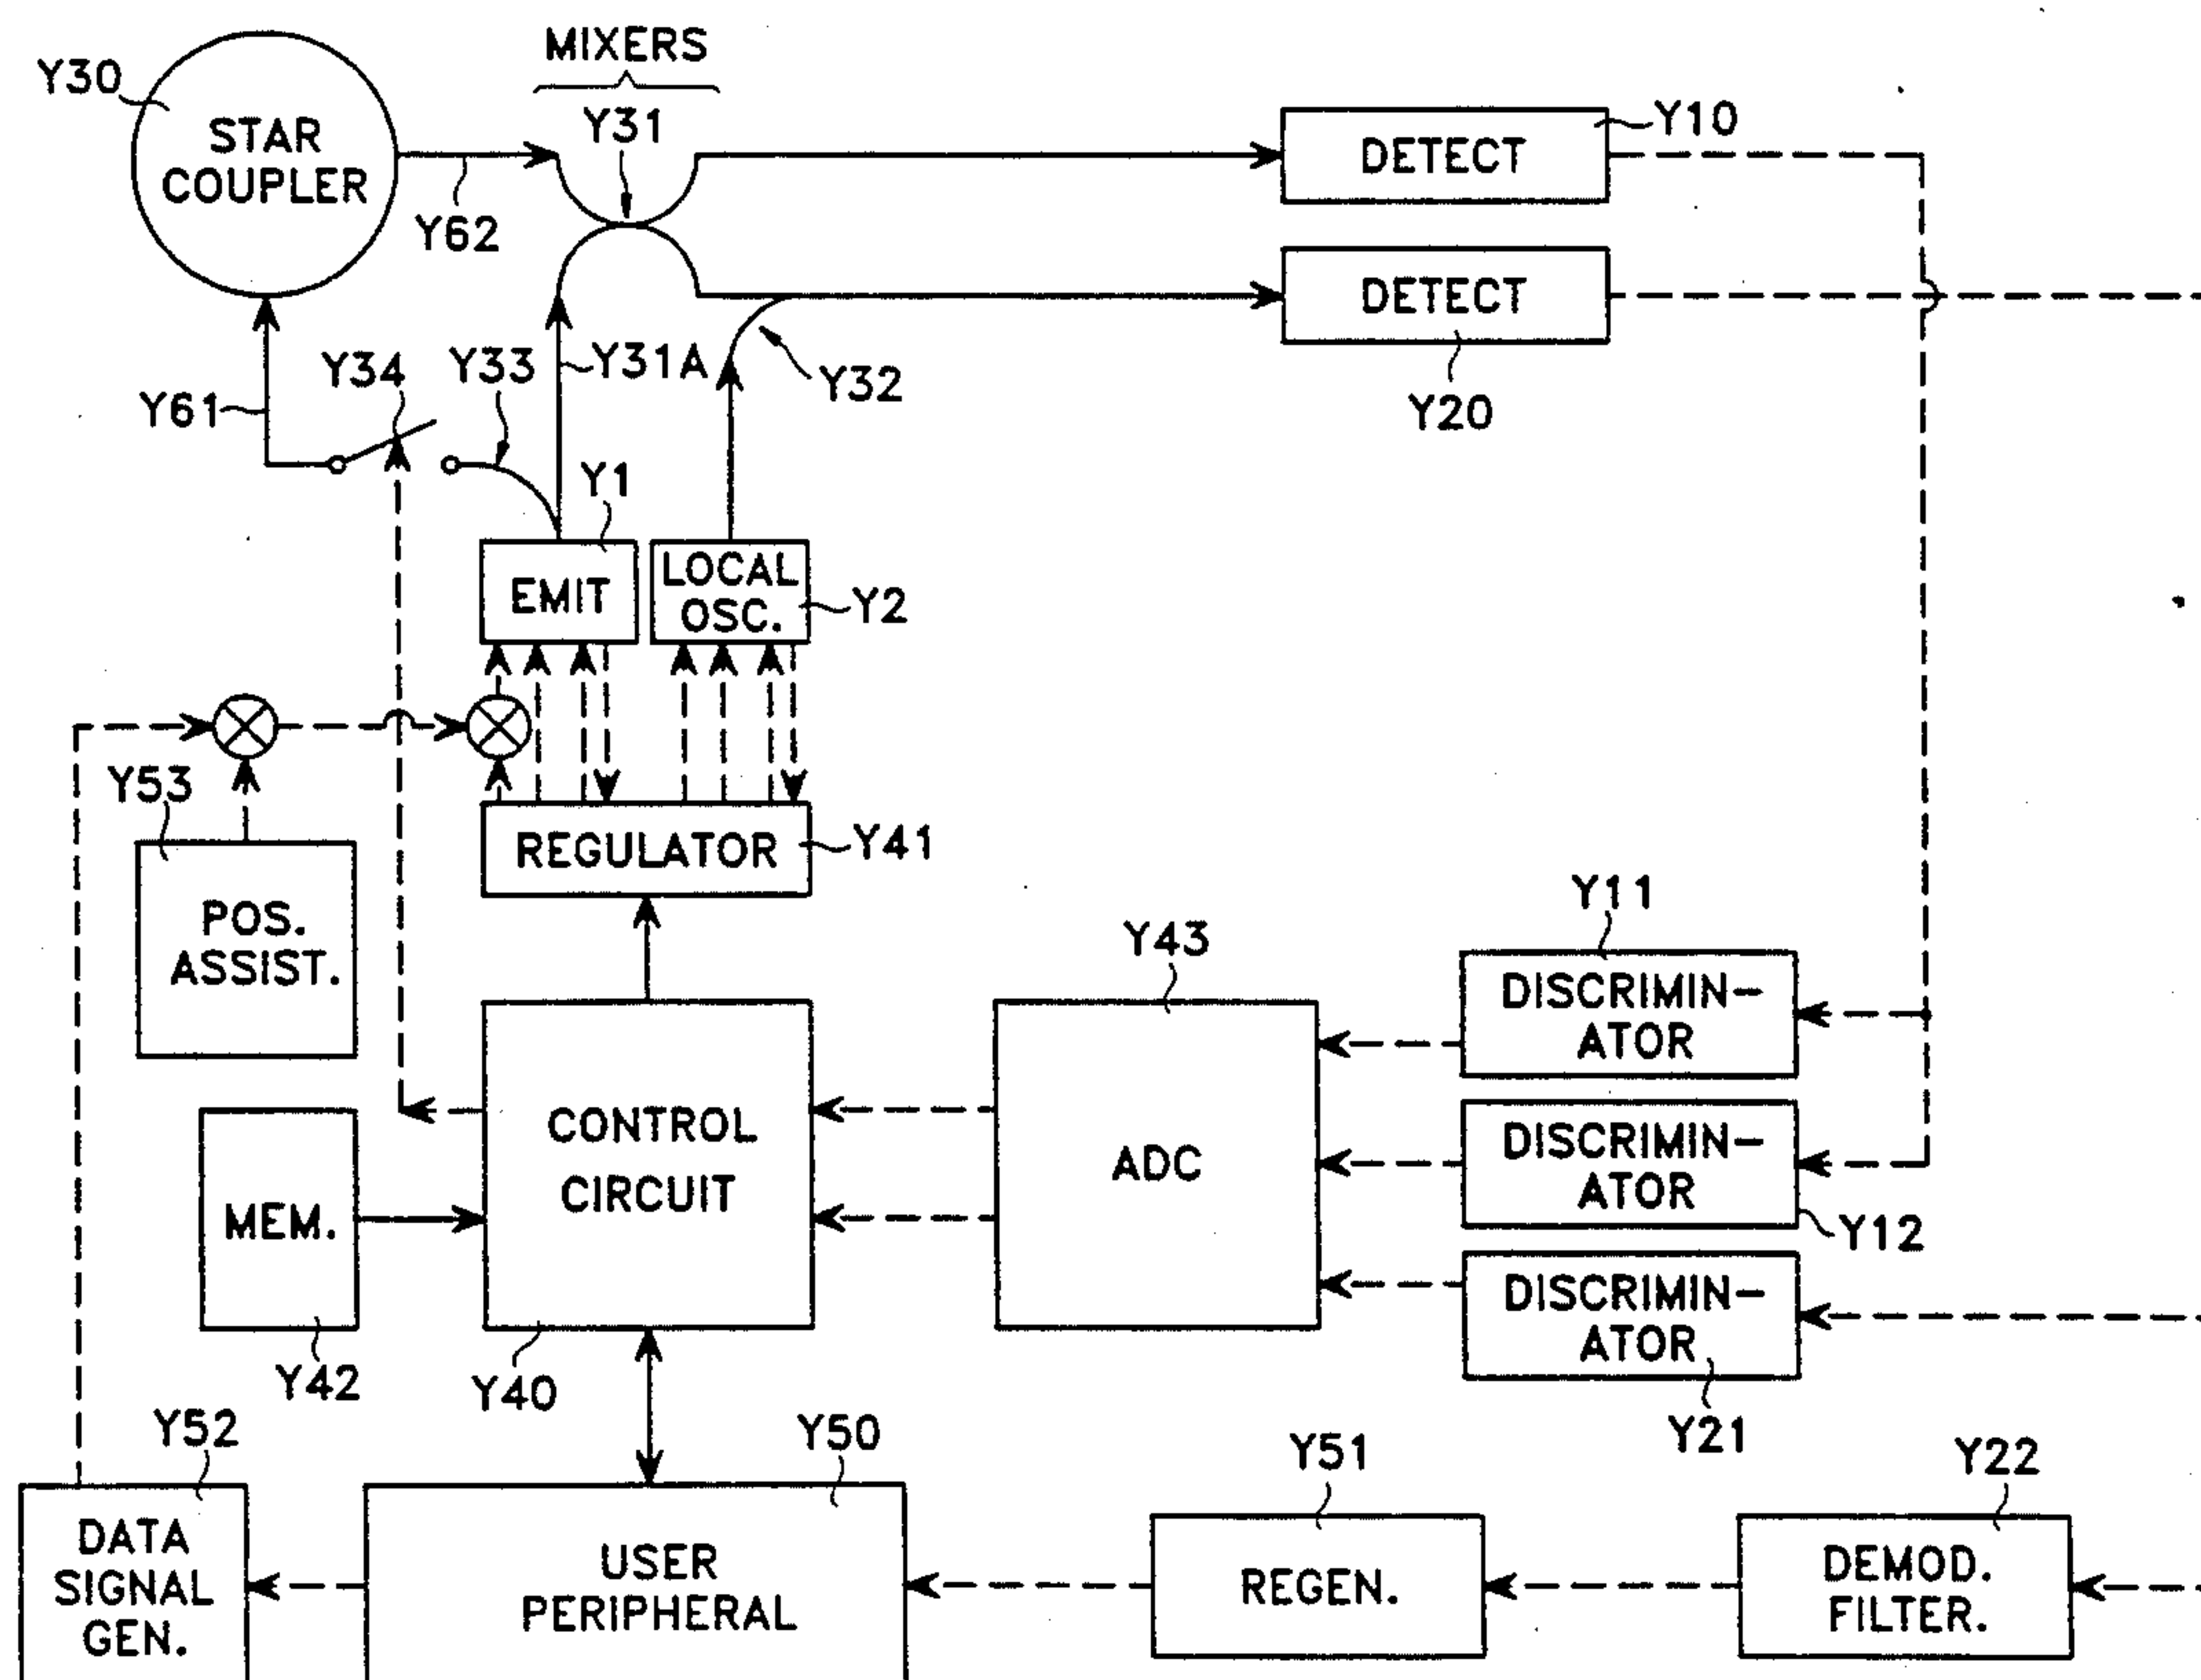 MIXERS
Y30
STAR
COUPLER
Y31
Y62
DETECT
Y10
DETECT
Y20
Y34
Y33
Y31A
Y32
Y61
Y1
EMIT
LOCAL
OSC.
Y2
Y53
POS.
ASSIST.
REGULATOR
Y41
Y43
Y11
DISCRIMIN-
ATOR
CONTROL
CIRCUIT
ADC
DISCRIMIN-
ATOR
Y12
MEM.
Y42
Y40
DISCRIMIN-
ATOR
Y21
Y52
DATA
SIGNAL
GEN.
Y50
USER
PERIPHERAL
Y51
REGEN.
Y22
DEMOD.
FILTER.